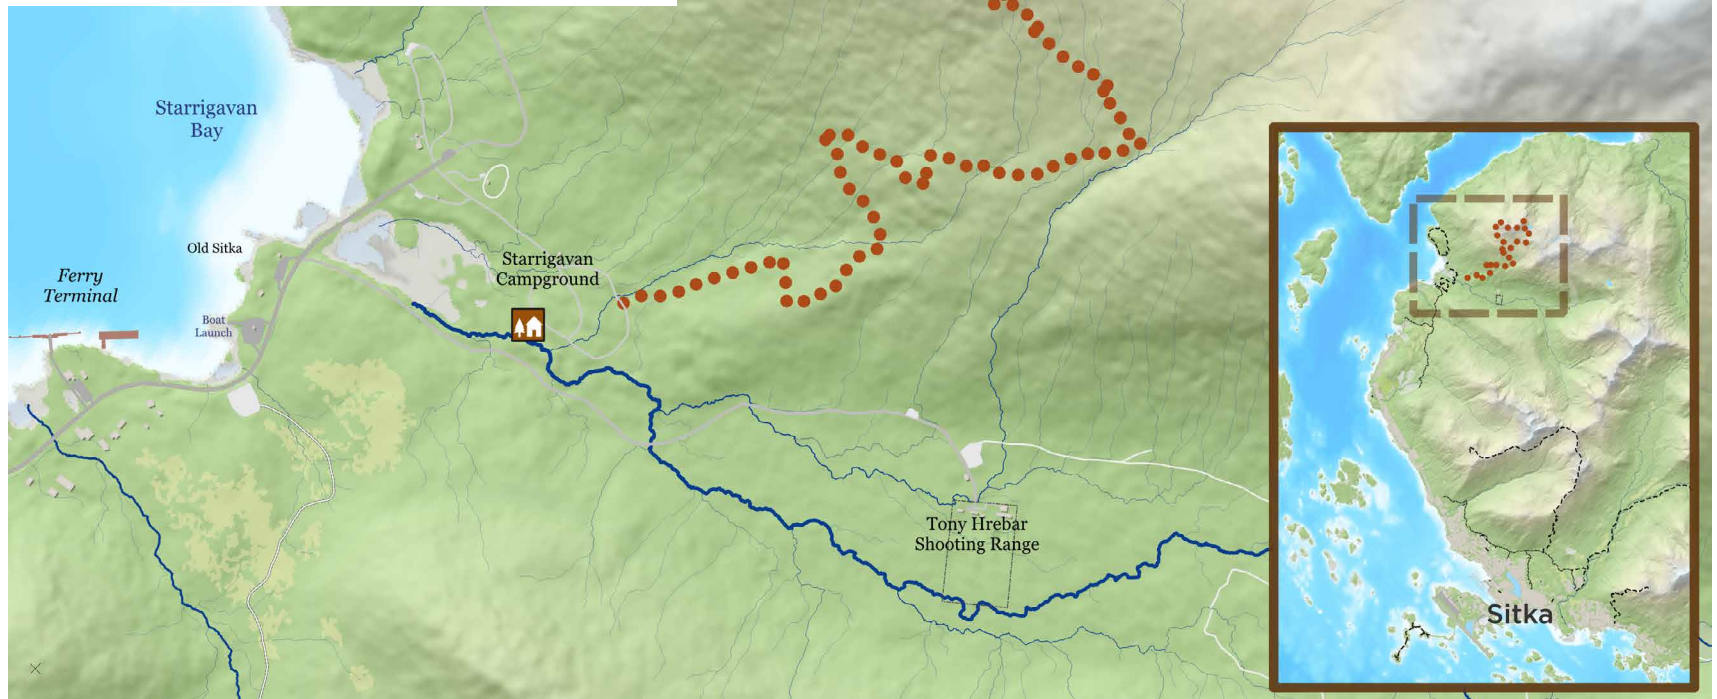 Starrigavan
Bay
Old Sitka
Ferry
Terminal
Boat
Launch
Starrigavan
Campground
Tony Hrebar
Shooting Range
Sitka